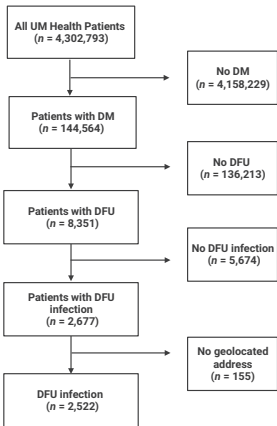 All UM Health Patients
(n = 4,302,793)
No DM
(n = 4,158,229)
Patients with DM
(n = 144,564)
No DFU
(n = 136,213)
Patients with DFU
(n = 8,351)
No DFU infection
(n = 5,674)
Patients with DFU
infection
(n = 2,677)
No geolocated
address
(n = 155)
DFU infection
(n = 2,522)